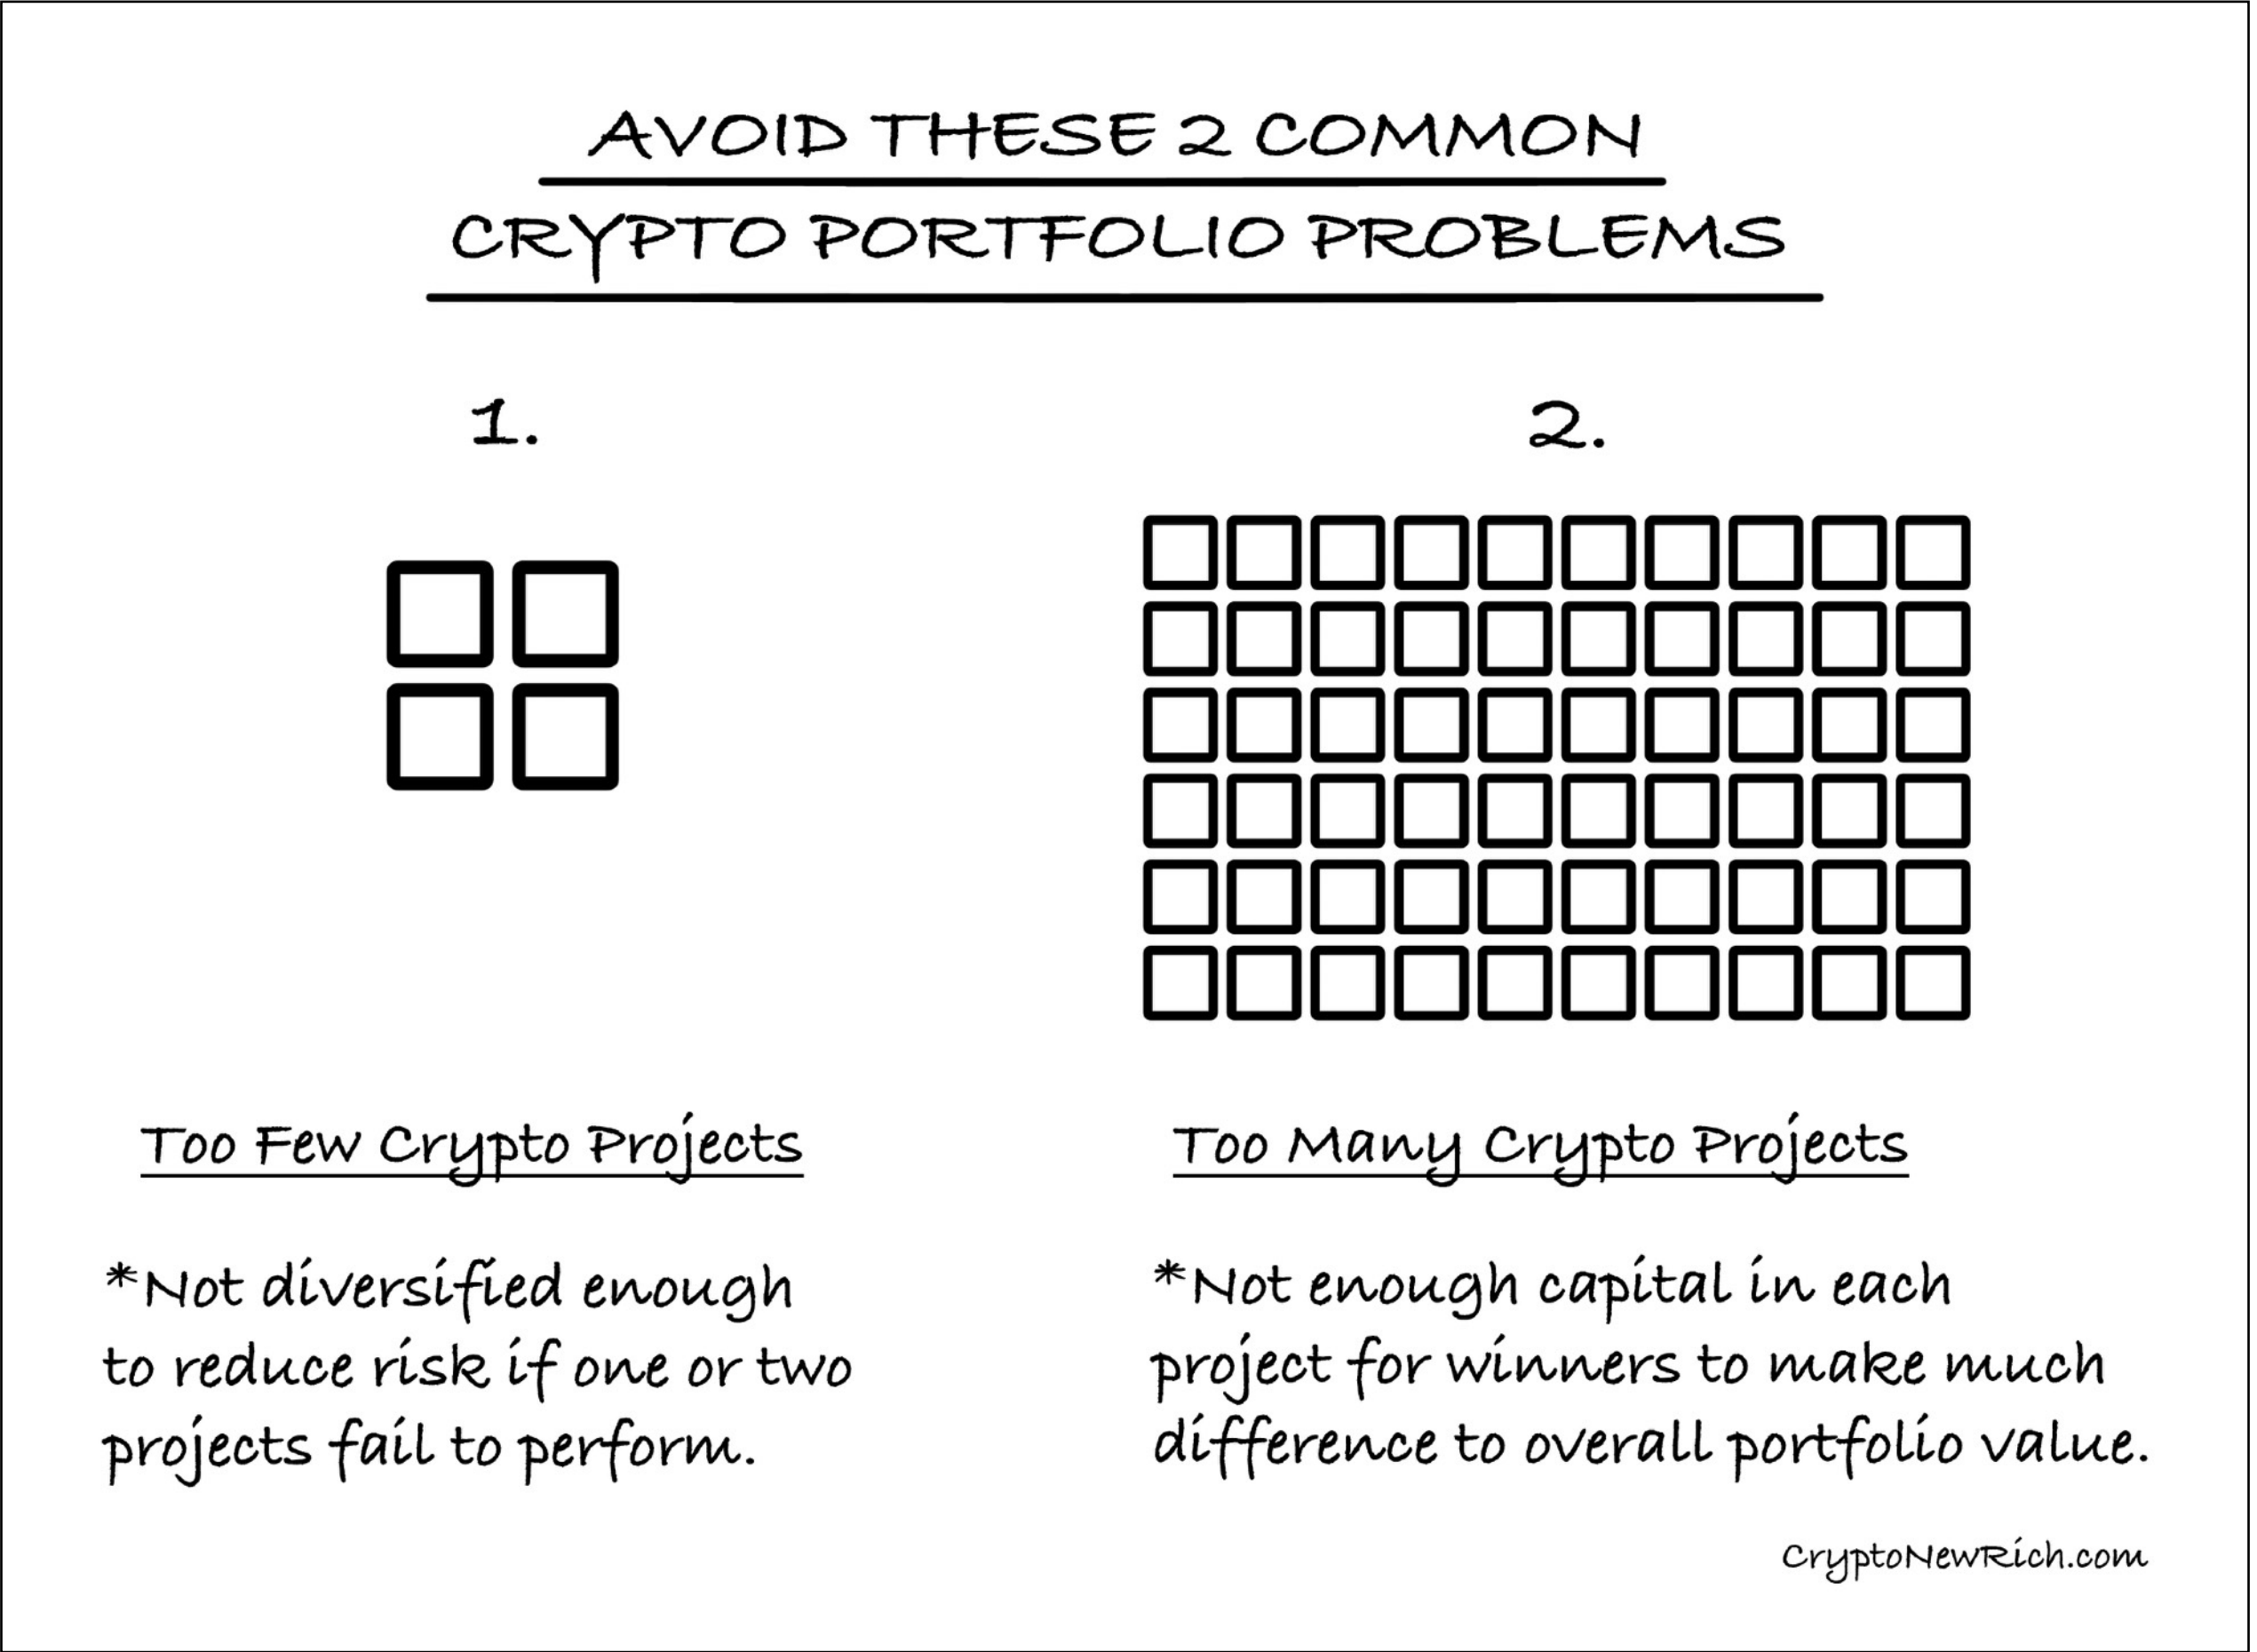 AVOID THESE 2 COMMON
CRYPTO PORTFOLIO PROBLEMS
1.
2.
Too Few Crypto Projects
*Not diversified enough
to reduce risk if one or two
projects fail to perform.
Too Many Crypto Projects
*Not enough capital in each
project for winners to make much
difference to overall portfolio value.
CryptoNewRich.com